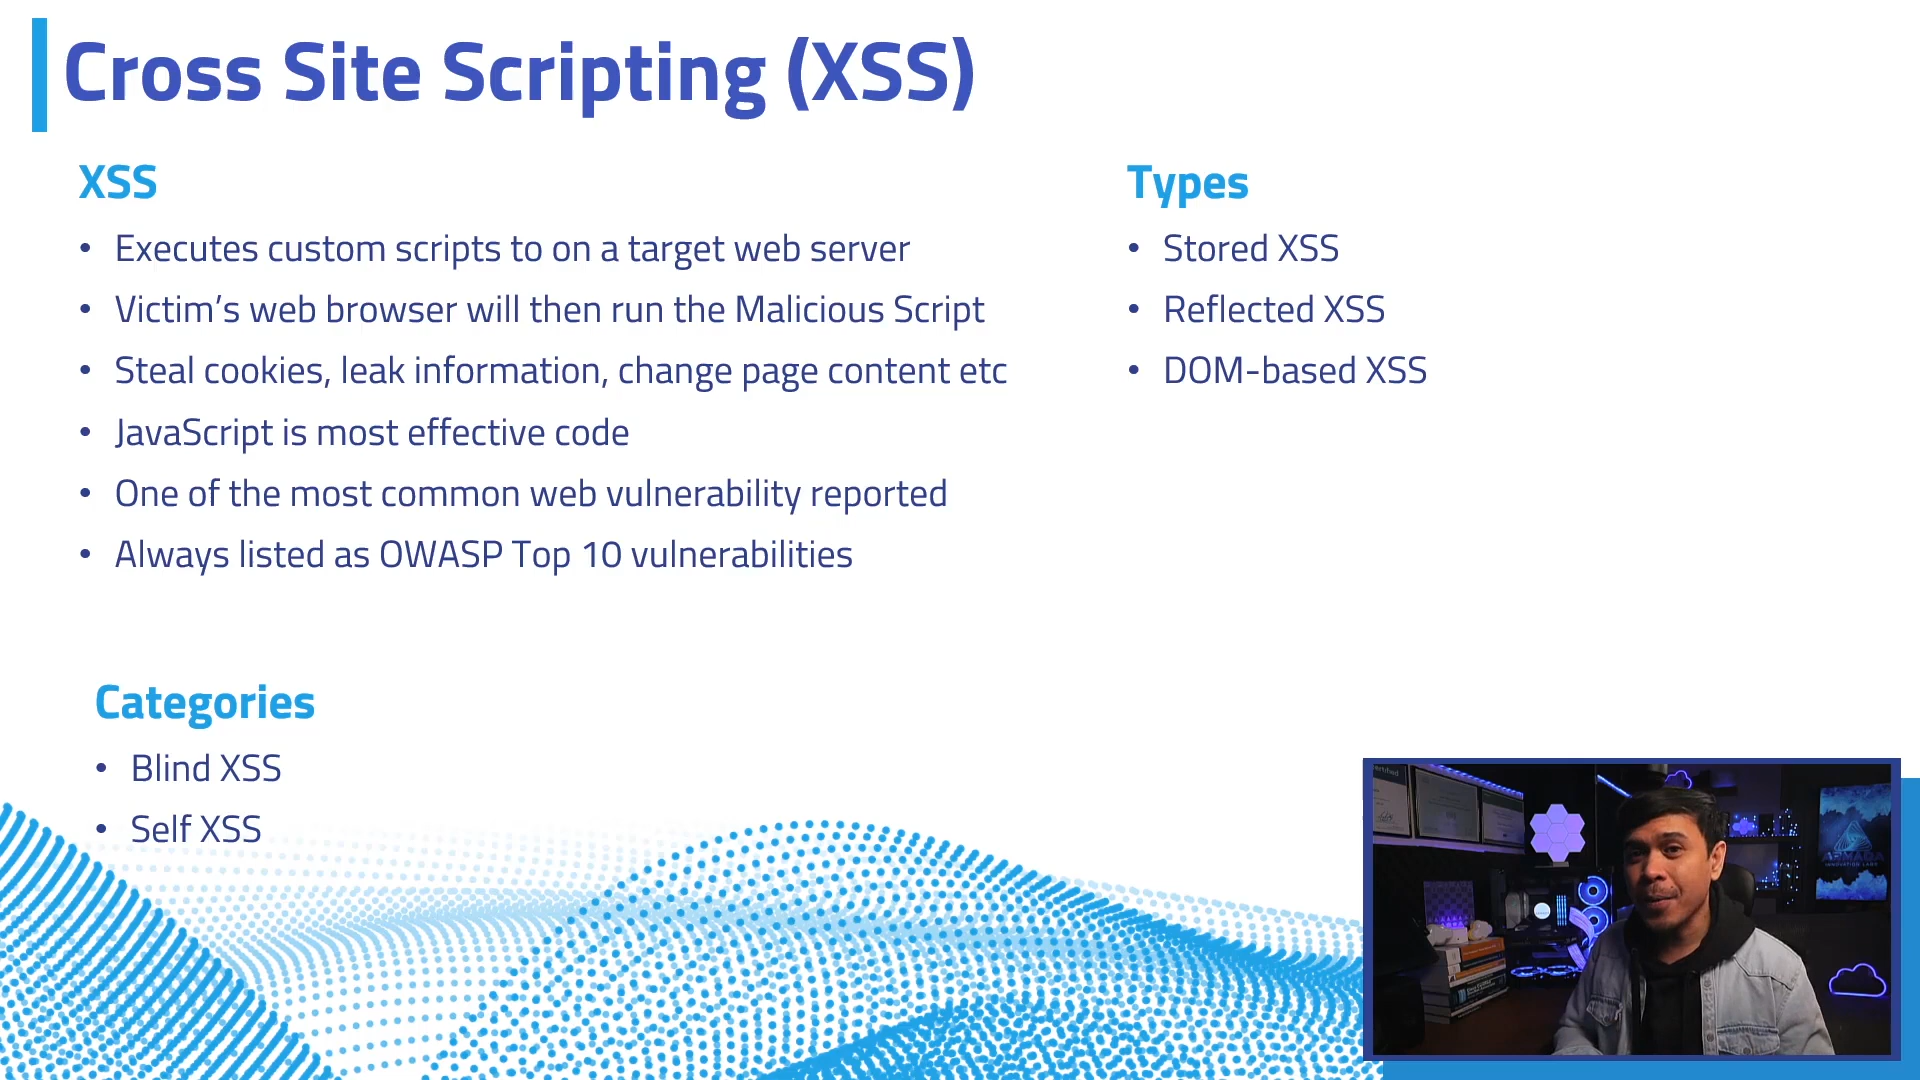 Cross Site Scripting (XSS)
XSS
• Executes custom scripts to on a target web server
• Victim’s web browser will then run the Malicious Script
• Steal cookies, leak information, change page content etc
• JavaScript is most effective code
• One of the most common web vulnerability reported
• Always listed as OWASP Top 10 vulnerabilities
Types
• Stored XSS
• Reflected XSS
• DOM-based XSS
Categories
• Blind XSS
• Self XSS
ARMADA
INNOVATION LABS